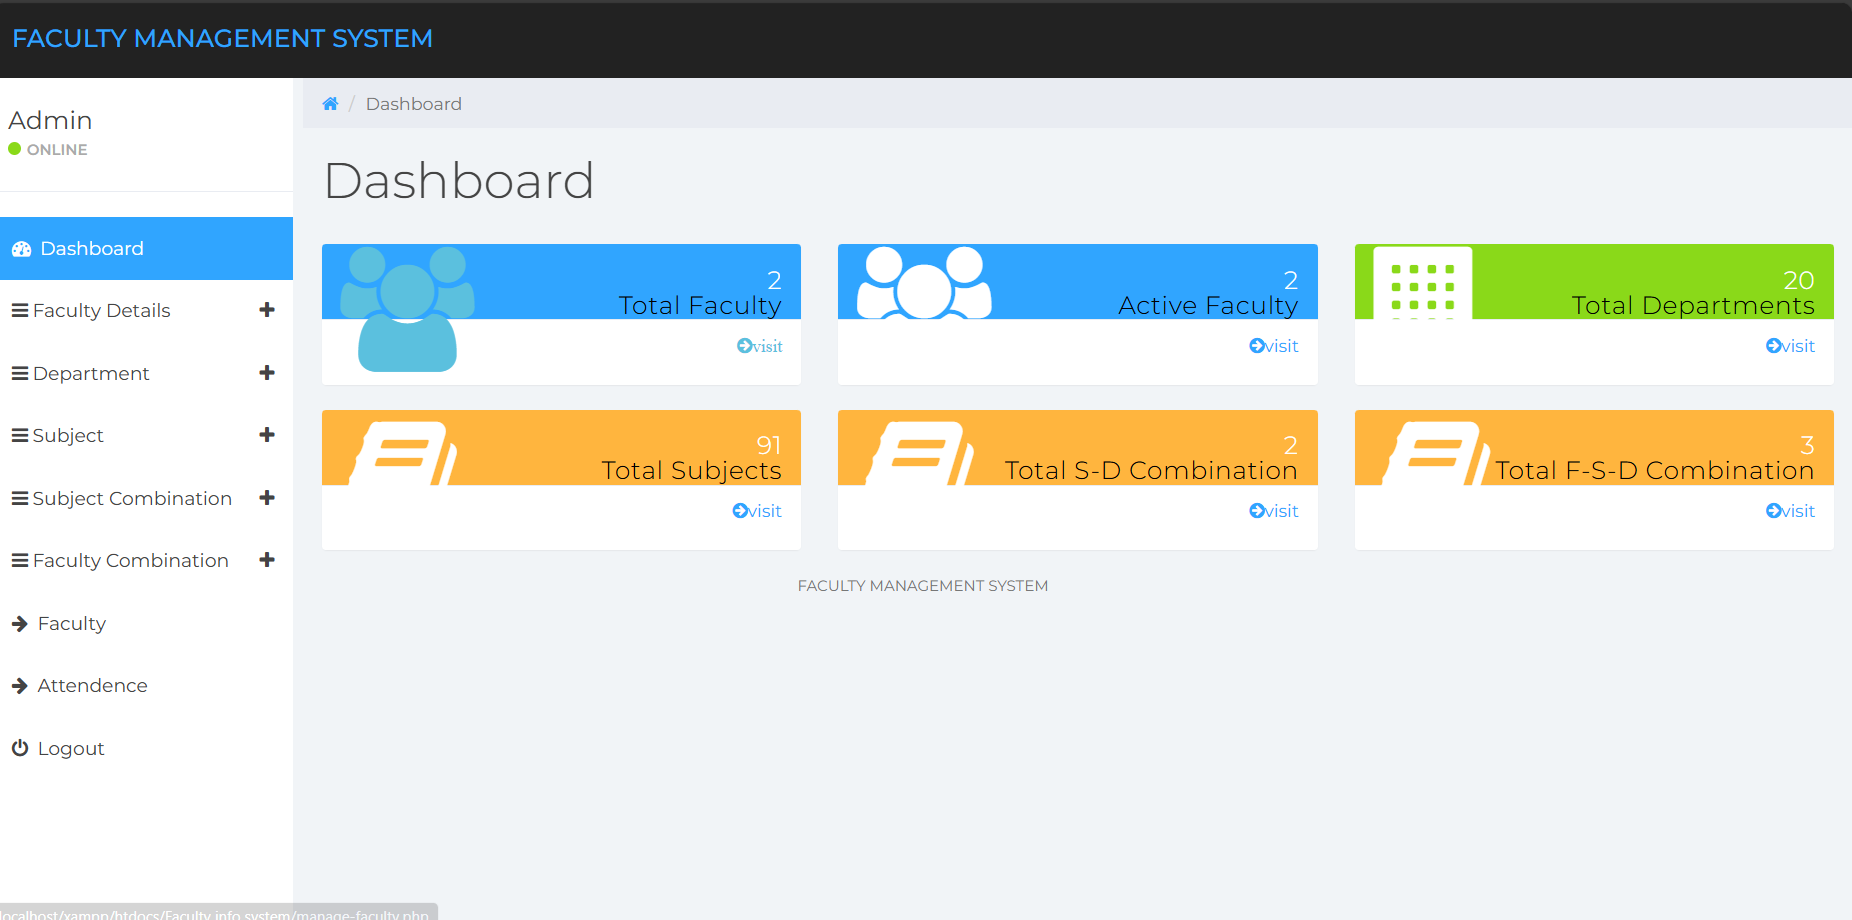 FACULTY MANAGEMENT SYSTEM
Admin
ONLINE
Dashboard
Faculty Details
Department
Subject
Subject Combination
Faculty Combination
Faculty
Attendence
Logout
/ Dashboard
Dashboard
2
Total Faculty
visit
2
Active Faculty
visit
20
Total Departments
visit
91
Total Subjects
visit
2
Total S-D Combination
visit
3
Total F-S-D Combination
visit
FACULTY MANAGEMENT SYSTEM
localhost/xampp/htdocs/Faculty info system/manage-faculty.php